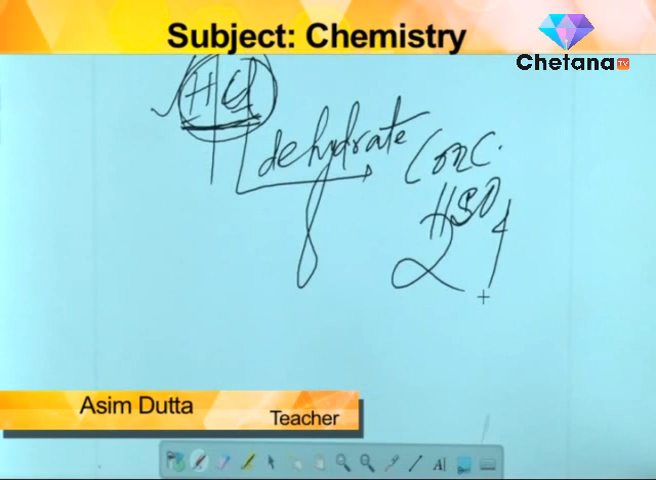 Subject: Chemistry
Chetana TV
HCl
dehydrate Conc.
H2SO4
Asim Dutta
Teacher